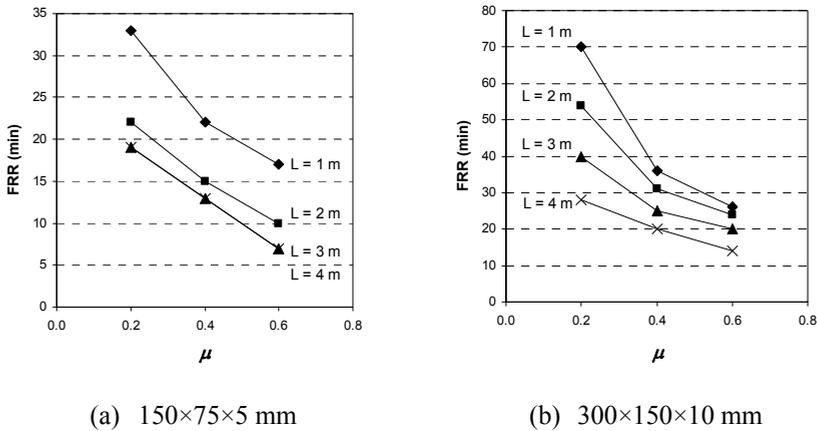 35
30
25
20
15
10
5
0
FRR (min)
L = 1 m
L = 2 m
L = 3 m
L = 4 m
0.0 0.2 0.4 0.6 0.8
μ
(a) 150×75×5 mm
80
70
60
50
40
30
20
10
0
FRR (min)
L = 1 m
L = 2 m
L = 3 m
L = 4 m
0.0 0.2 0.4 0.6 0.8
μ
(b) 300×150×10 mm